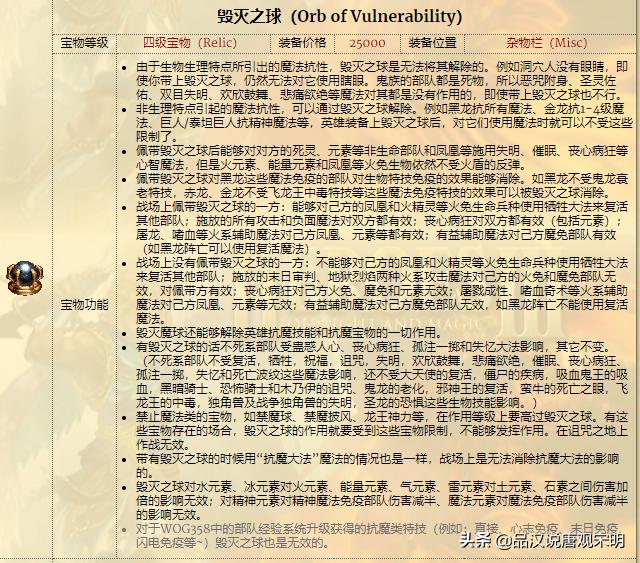 毁灭之球（Orb of Vulnerability）
宝物等级 四级宝物（Relic） 装备价格 25000 装备位置 杂物栏（Misc）
宝物功能
• 由于生物生理特点所引出的魔法抗性，毁灭之球是无法将其解除的。例如洞穴人没有眼睛，即
使你带上毁灭之球，仍然无法对它使用瞎眼。鬼族的部队都是死物，所以恶咒附身、圣灵佐
佑、双目失明、欢欣鼓舞、悲痛欲绝等魔法对其都是没有作用的，即使带上毁灭之球也不行。
• 非生理特点引起的魔法抗性，可以通过毁灭之球解除。例如黑龙抗所有魔法、金龙抗1-4级魔
法、巨人/泰坦巨人抗精神魔法等，英雄装备上毁灭之球后，对它们使用魔法时就可以不受这些
限制了。
• 佩带毁灭之球后能够对对方的死灵、元素等非生命部队和凤凰等施用失明、催眠、丧心病狂等
心智魔法，但是火元素、能量元素和凤凰等火免生物依然不受火盾的反弹。
• 佩带毁灭之球对黑龙这些魔法免疫的部队对生物特技免疫的效果能够消除。如黑龙不受鬼龙衰
老特技，赤龙、金龙不受飞龙王中毒特技等这些魔法免疫特技的效果可以被毁灭之球消除。
• 战场上佩带毁灭之球的一方：能够对己方的凤凰和火精灵等火免生命兵种使用牺牲大法来复活
其他部队；施放的所有攻击和负面魔法对双方都有效；丧心病狂对双方都有效（包括元素）；
屠龙、嗜血等火系辅助魔法对己方凤凰、元素等都有效；有益辅助魔法对己方魔免部队有效
（如黑龙阵亡可以使用复活魔法）。
• 战场上没有佩带毁灭之球的一方：不能够对己方的凤凰和火精灵等火免生命兵种使用牺牲大法
来复活其他部队；施放的末日审判、地狱烈焰两种火系攻击魔法对己方的火免和魔免部队无
效，对佩带方有效；丧心病狂对己方火免、魔免和元素无效；屠戮成性、嗜血奇术等火系辅助
魔法对己方凤凰、元素等无效；有益辅助魔法对己方魔免部队无效，如黑龙阵亡不能使用复活
魔法。
• 毁灭魔球还能够解除英雄抗魔技能和抗魔宝物的一切作用。
• 有毁灭之球的话不死系部队受蛊惑人心、丧心病狂、孤注一掷和失忆大法影响，其它不变。
（不死系部队不受复活，牺牲，祝福，诅咒，失明，欢欣鼓舞，悲痛欲绝，催眠、丧心病狂、
孤注一掷，失忆和死亡波纹这些魔法影响，还不受大天使的复活，僵尸的疾病，吸血鬼王的吸
血，黑暗骑士、恐怖骑士和木乃伊的诅咒、鬼龙的老化，邪神王的复活，蛮牛的死亡之眼，飞
龙王的中毒，独角兽及战争独角兽的失明，圣龙的恐惧这些生物技能影响。）
• 禁止魔法类的宝物，如禁魔球、禁魔披风、龙王神力等，在作用等级上要高过毁灭之球。有这
些宝物存在的场合，毁灭之球的作用就要受到这些宝物限制，不能够发挥作用。在诅咒之地上
作战无效。
• 带有毁灭之球的时候用“抗魔大法”魔法的情况也是一样，战场上是无法消除抗魔大法的影响
的。
• 毁灭之球对水元素、冰元素对火元素、能量元素、气元素、雷元素对土元素、石素之间伤害加
倍的影响无效；对精神元素对精神魔法免疫部队伤害减半、魔法元素对魔法免疫部队伤害减半
的影响无效。
• 对于WOG358中的部队经验系统升级获得的抗魔类特技（例如：直接、心志免疫、末日免疫、
闪电免疫等~）毁灭之球也是无效的。
头条 @品汉说唐观宋明